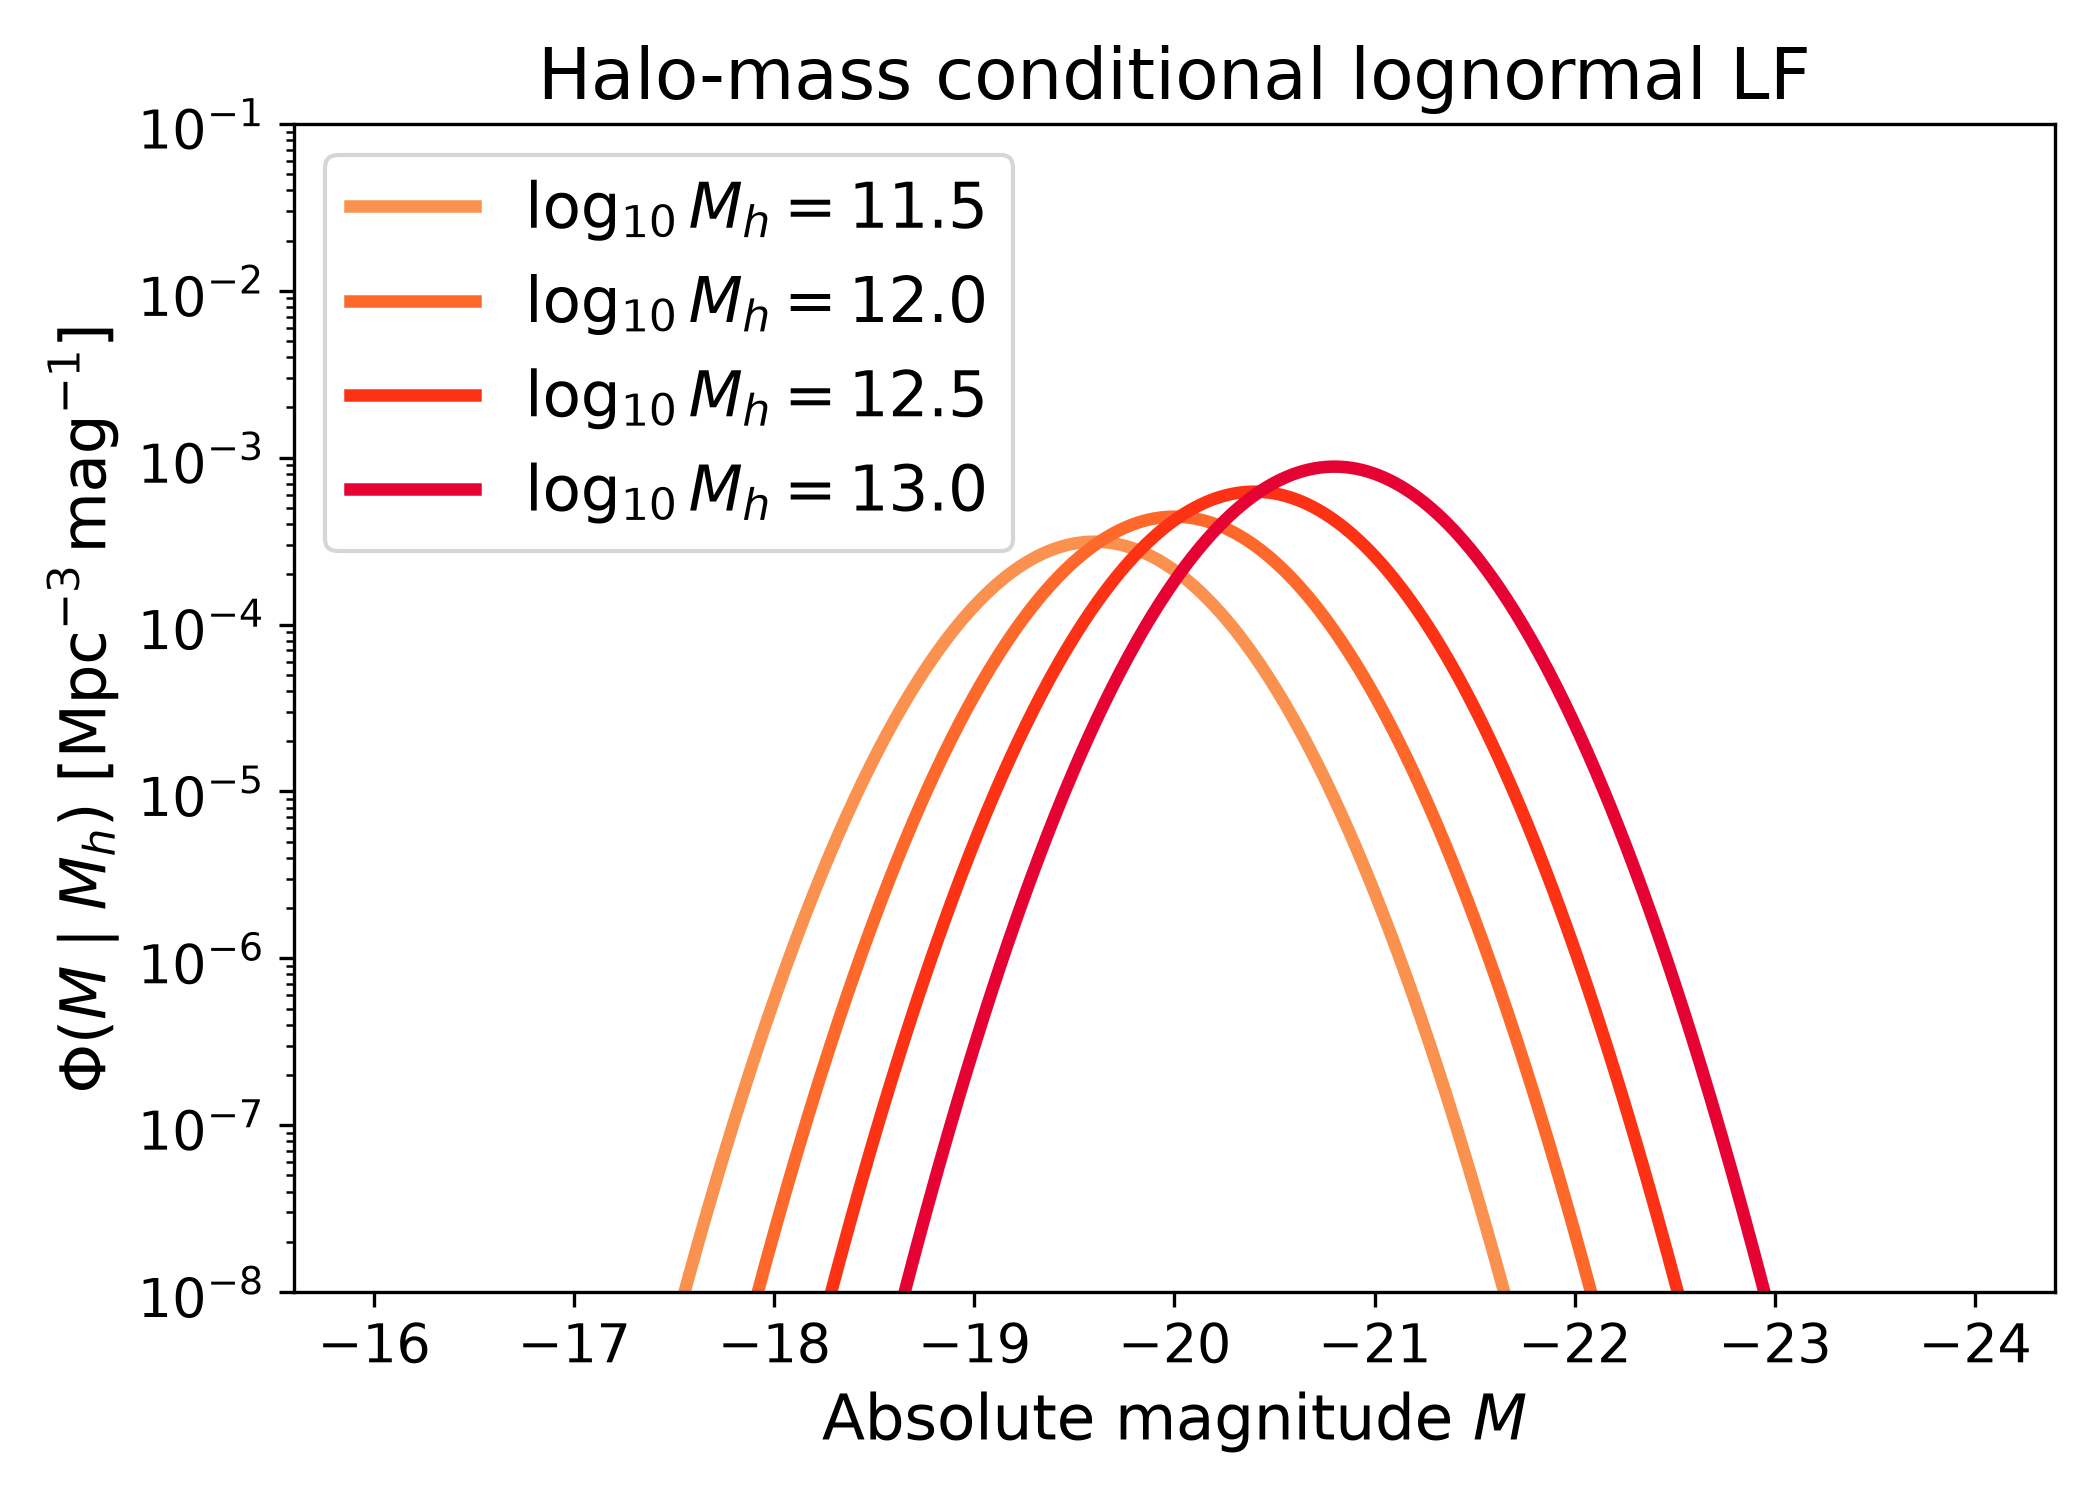 Halo-mass conditional lognormal LF
10⁻¹
10⁻²
10⁻³
10⁻⁴
10⁻⁵
10⁻⁶
10⁻⁷
10⁻⁸
Φ(M | M_h) [Mpc⁻³ mag⁻¹]
log₁₀ M_h = 11.5
log₁₀ M_h = 12.0
log₁₀ M_h = 12.5
log₁₀ M_h = 13.0
−16 −17 −18 −19 −20 −21 −22 −23 −24
Absolute magnitude M